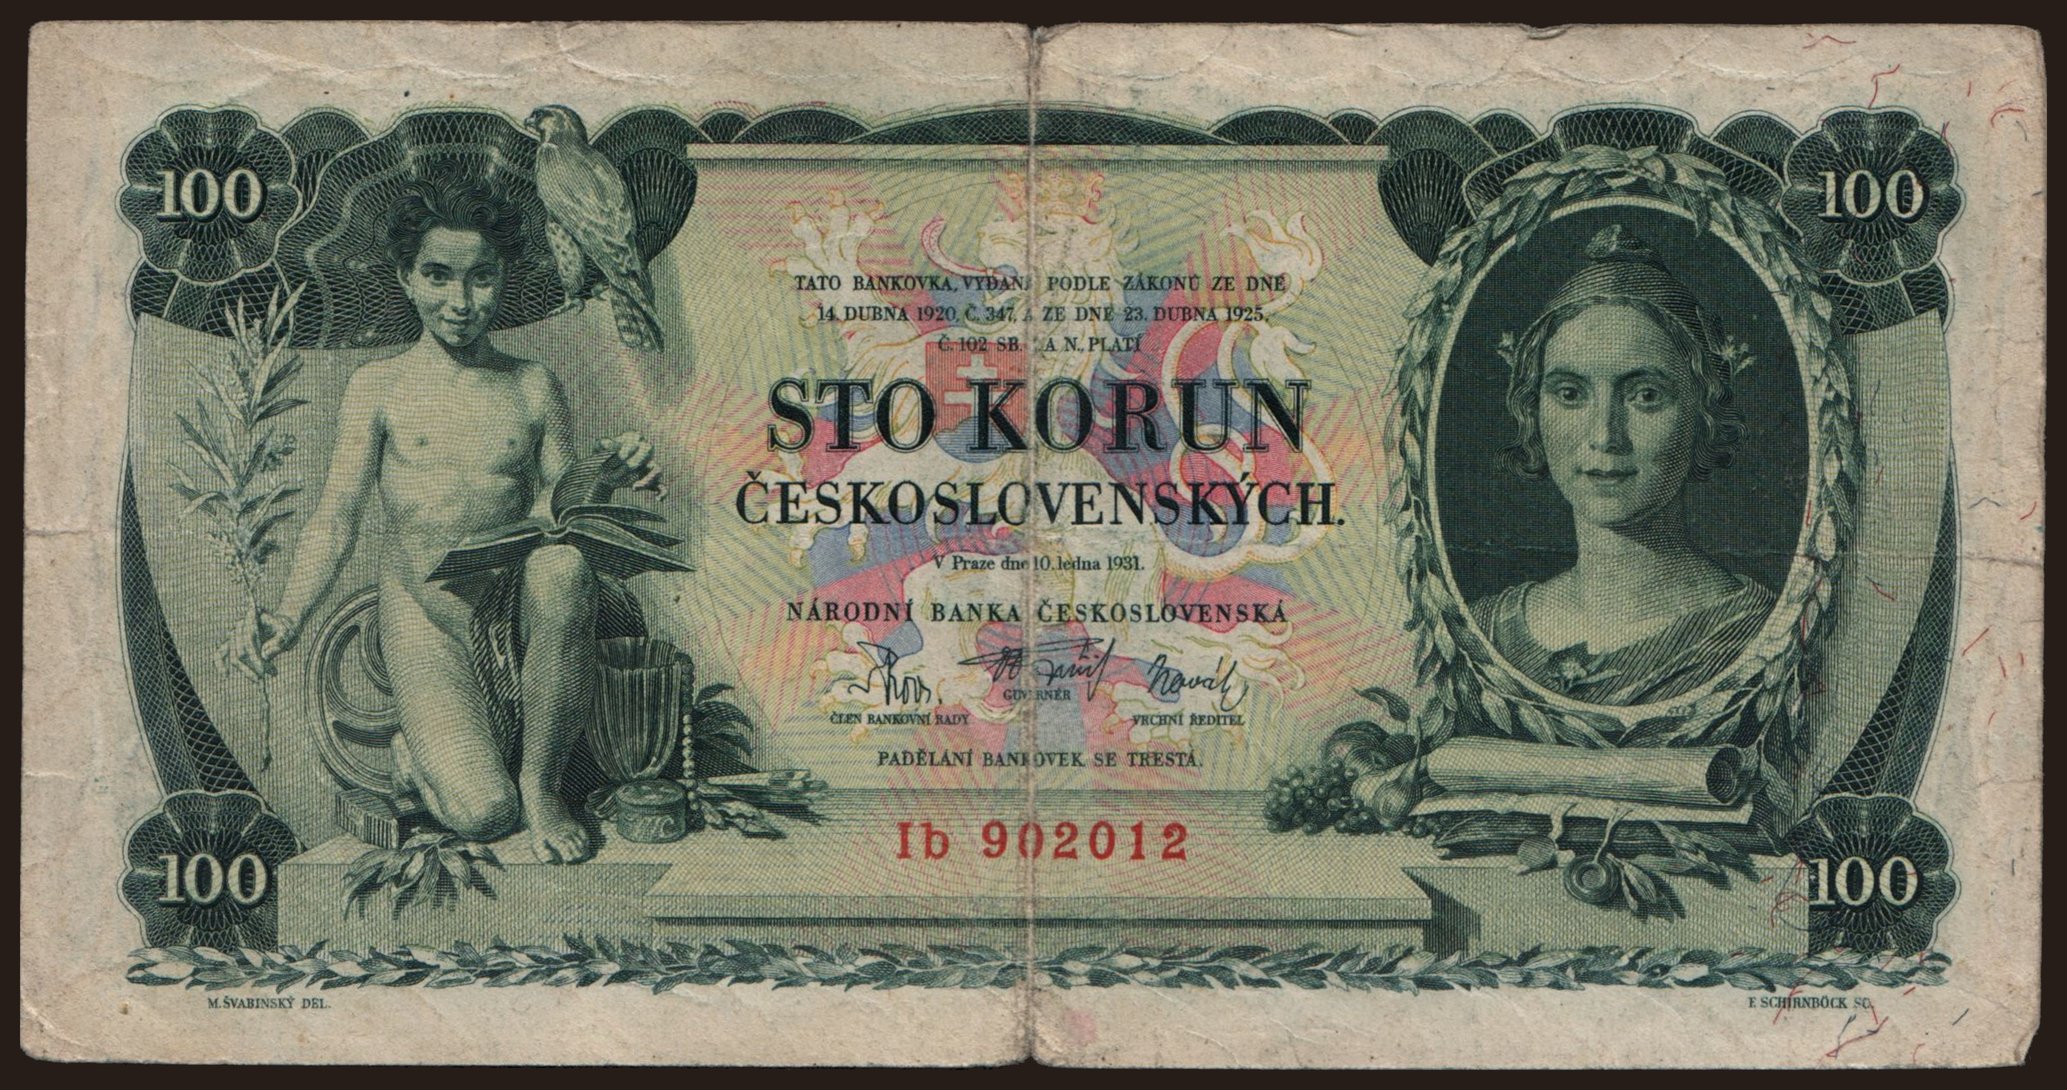 100
100
TATO BANKOVKA, VYDANÁ PODLE ZÁKONŮ ZE DNE
14. DUBNA 1920, Č. 347, A ZE DNE 23. DUBNA 1925,
Č. 102 SB. Z. A N., PLATÍ
STO KORUN
ČESKOSLOVENSKÝCH.
V Praze dne 10. ledna 1931.
NÁRODNÍ BANKA ČESKOSLOVENSKÁ
GUVERNÉR
ČLEN BANKOVNÍ RADY
VRCHNÍ ŘEDITEL
PADĚLÁNÍ BANKOVEK SE TRESTÁ.
Ib 902012
100
100
M. ŠVABINSKÝ DEL.
F. SCHIRNBÖCK SC.